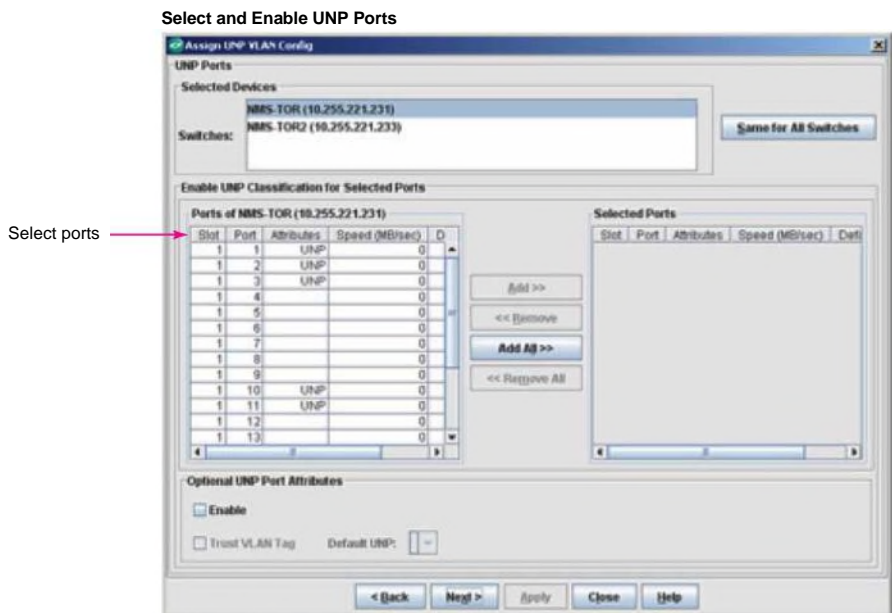 Select and Enable UNP Ports
Assign UNP VLAN Config
UNP Ports
Selected Devices
Switches:
NMS-TOR (10.255.221.231)
NMS-TOR2 (10.255.221.233)
Same for All Switches
Enable UNP Classification for Selected Ports
Select ports
Ports of NMS-TOR (10.255.221.231)
Slot Port Attributes Speed (MB/sec) D
1 1 UNP 0
1 2 UNP 0
1 3 UNP 0
1 4 0
1 5 0
1 6 0
1 7 0
1 8 0
1 9 0
1 10 UNP 0
1 11 UNP 0
1 12 0
1 13 0
Add >>
<< Remove
Add All >>
<< Remove All
Selected Ports
Slot Port Attributes Speed (MB/sec) Defa
Optional UNP Port Attributes
Enable
Trust VLAN Tag Default UNP:
< Back Next > Apply Close Help